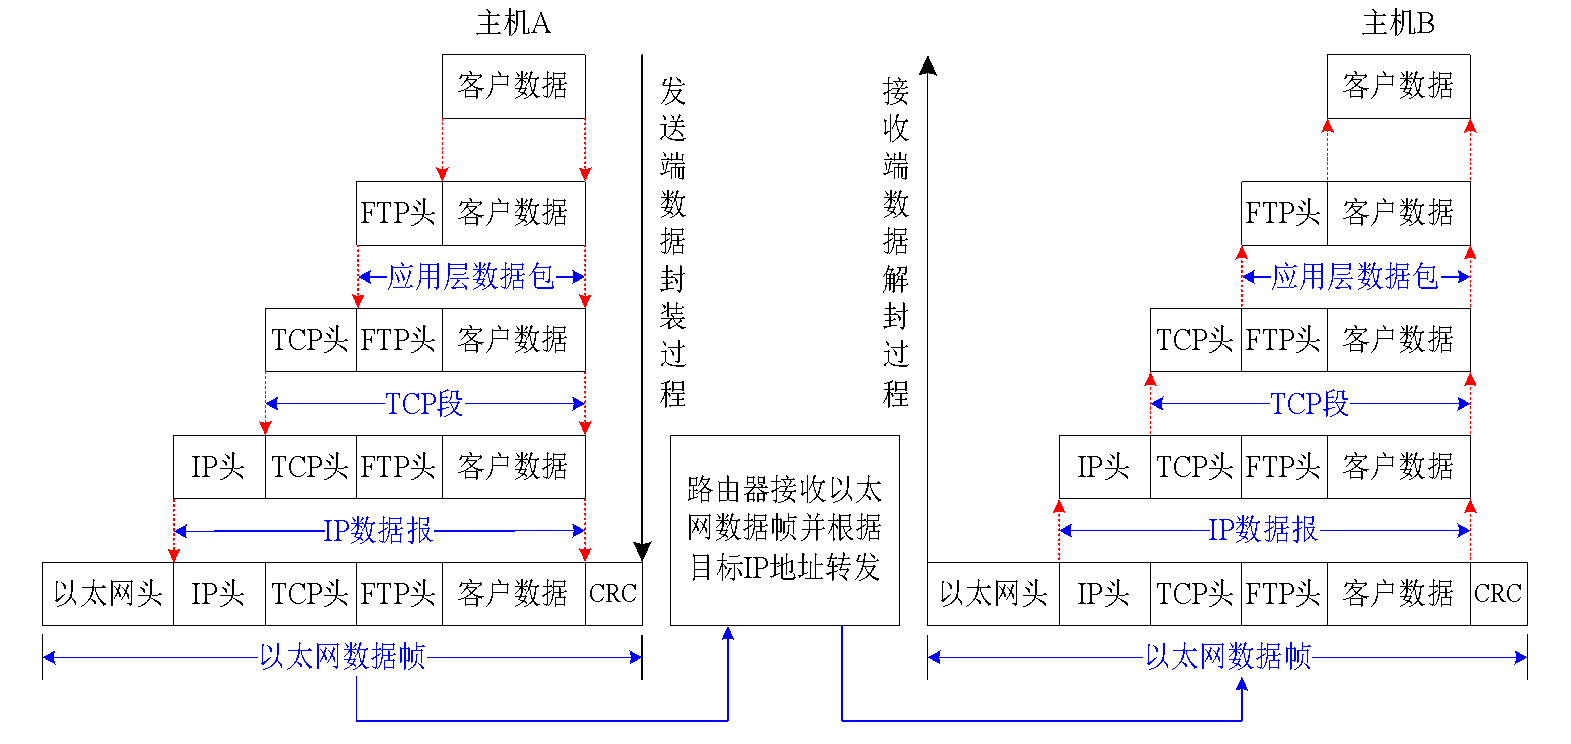 主机A
主机B
客户数据
客户数据
发送端数据封装过程
接收端数据解封过程
FTP头 客户数据
FTP头 客户数据
应用层数据包
应用层数据包
TCP头 FTP头 客户数据
TCP头 FTP头 客户数据
TCP段
TCP段
IP头 TCP头 FTP头 客户数据
路由器接收以太
网数据帧并根据
目标IP地址转发
IP头 TCP头 FTP头 客户数据
IP数据报
IP数据报
以太网头 IP头 TCP头 FTP头 客户数据 CRC
以太网头 IP头 TCP头 FTP头 客户数据 CRC
以太网数据帧
以太网数据帧